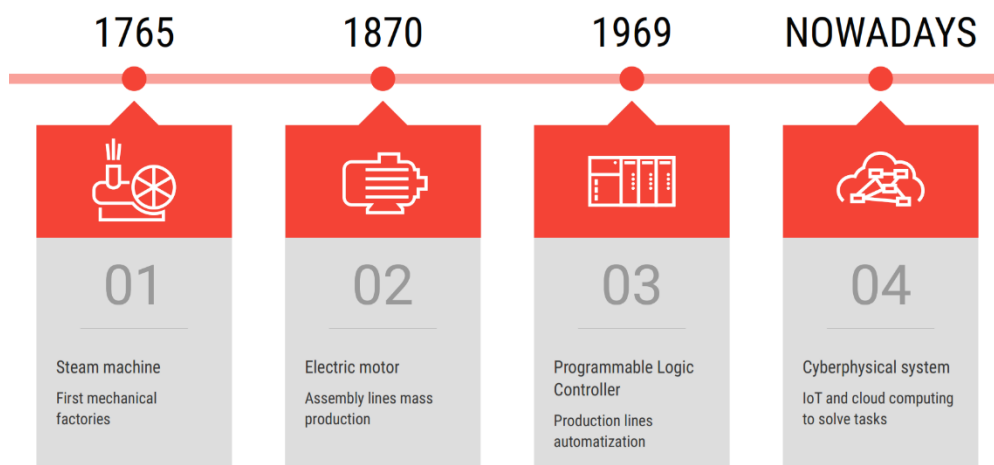 1765
1870
1969
NOWADAYS
01
Steam machine
First mechanical
factories
02
Electric motor
Assembly lines mass
production
03
Programmable Logic
Controller
Production lines
automatization
04
Cyberphysical system
IoT and cloud computing
to solve tasks